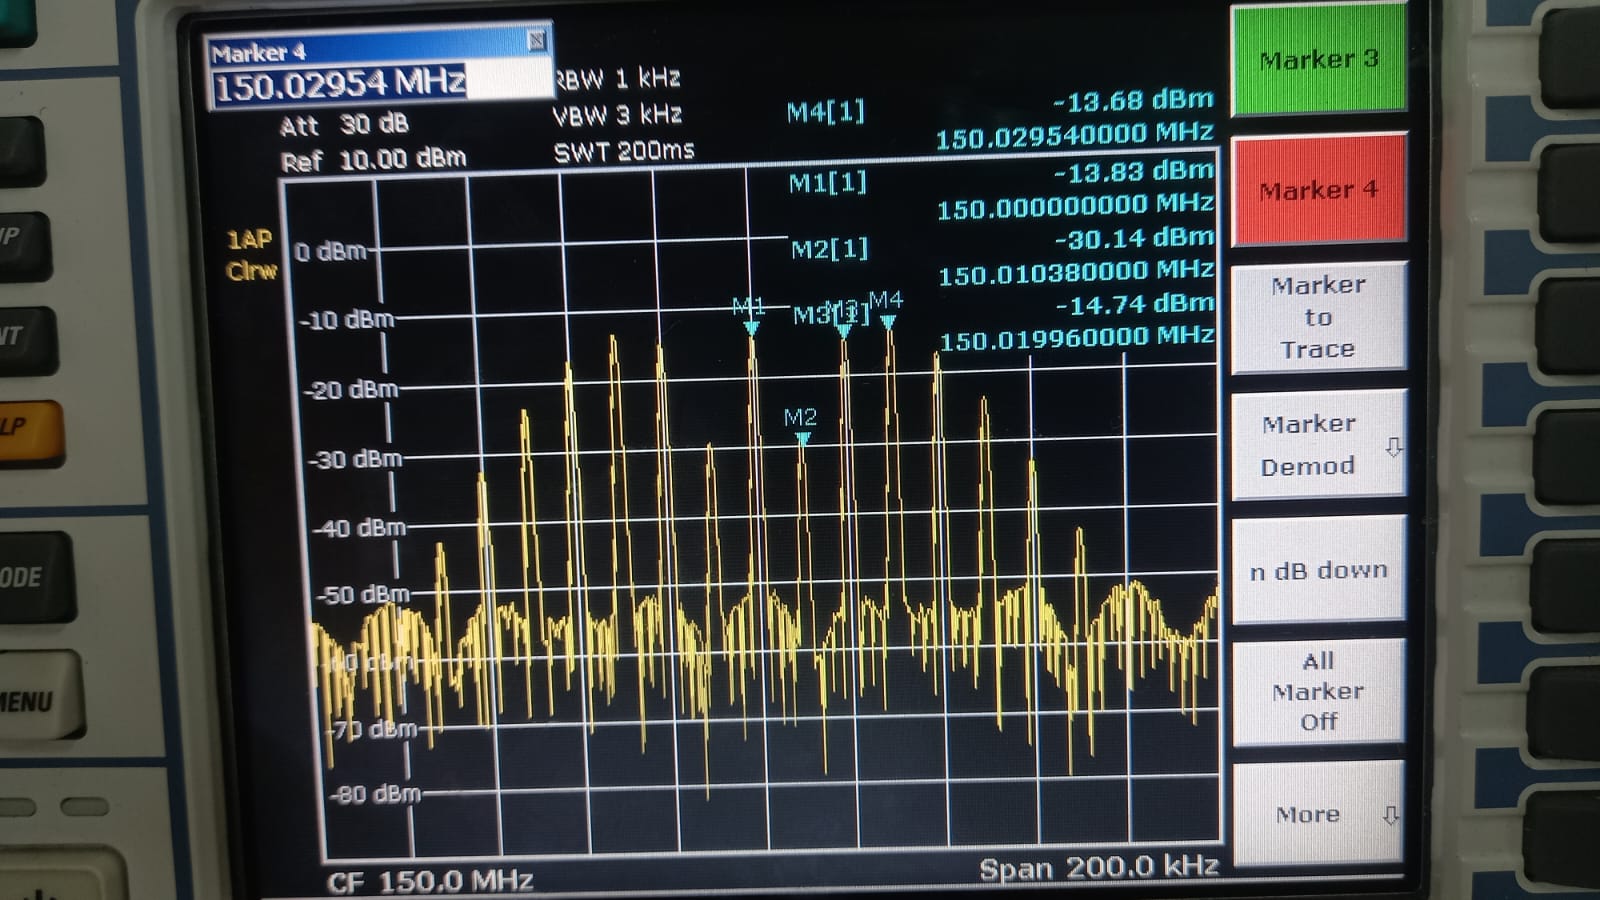 Marker 4
150.02954 MHz
RBW 1 kHz
VBW 3 kHz
SWT 200ms
Att 30 dB
Ref 10.00 dBm
M4[1]
-13.68 dBm
150.029540000 MHz
M1[1]
-13.83 dBm
150.000000000 MHz
M2[1]
-30.14 dBm
150.010380000 MHz
M3[1]
-14.74 dBm
150.019960000 MHz
1AP
Clrw
0 dBm
-10 dBm
-20 dBm
-30 dBm
-40 dBm
-50 dBm
-60 dBm
-70 dBm
-80 dBm
M1
M2
M3
M4
CF 150.0 MHz
Span 200.0 kHz
Marker 3
Marker 4
Marker
to
Trace
Marker
Demod
n dB down
All
Marker
Off
More
UP
NT
LP
ODE
MENU